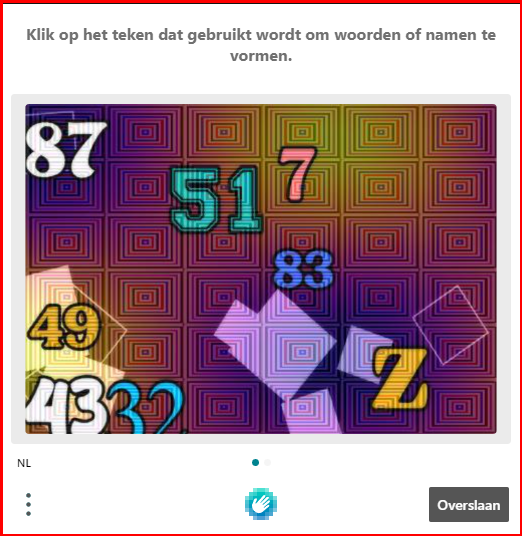 Klik op het teken dat gebruikt wordt om woorden of namen te
vormen.
87
51
7
83
49
Z
43
32
NL
Overslaan